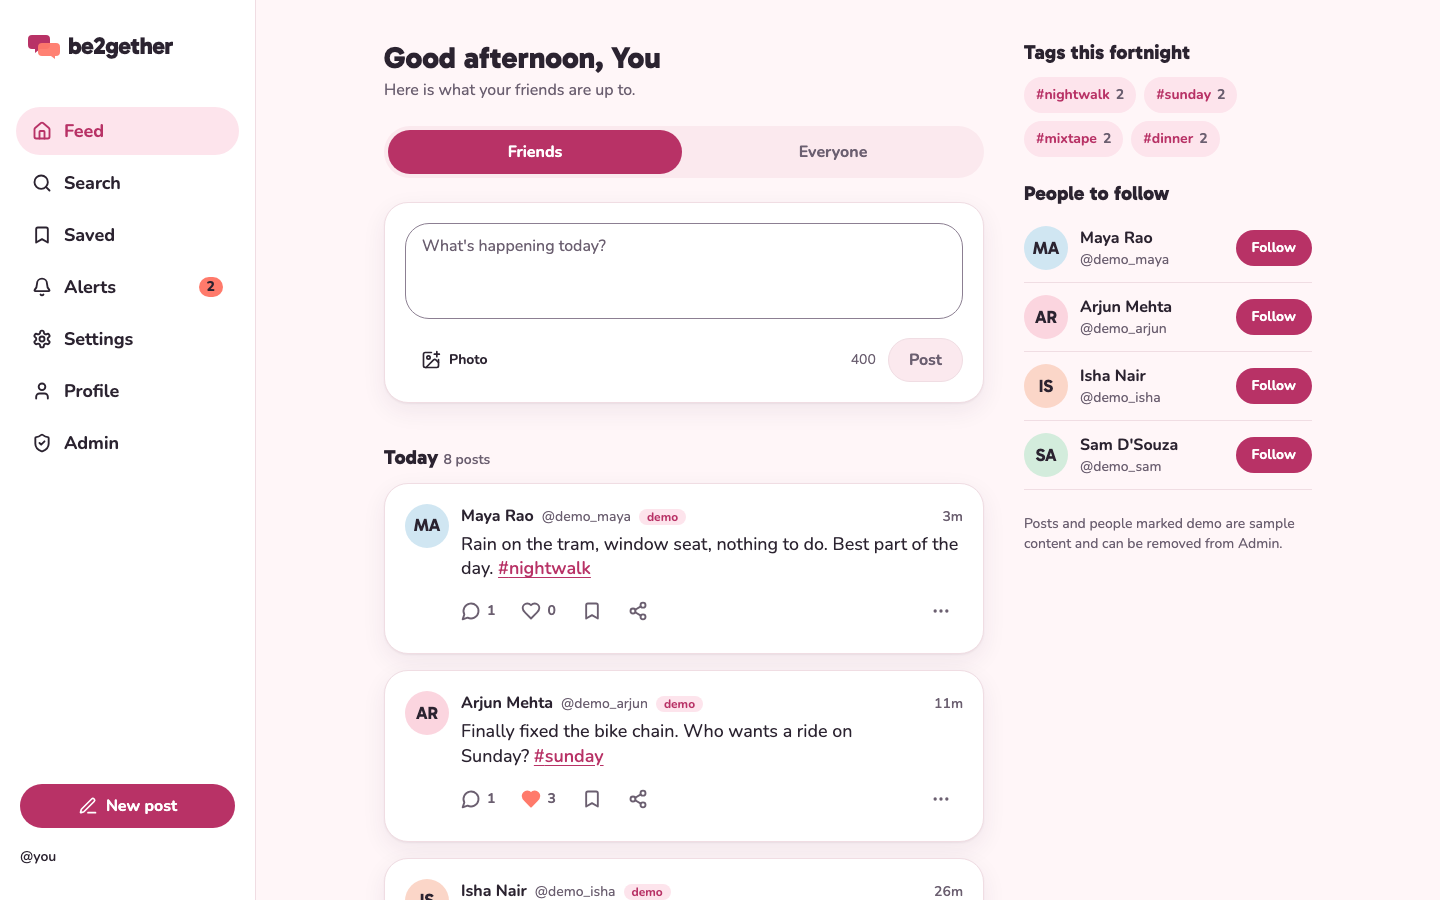 be2gether
Feed
Search
Saved
Alerts 2
Settings
Profile
Admin
New post
@you
Good afternoon, You
Here is what your friends are up to.
Friends Everyone
What's happening today?
Photo 400 Post
Today 8 posts
MA Maya Rao @demo_maya demo 3m
Rain on the tram, window seat, nothing to do. Best part of the
day. #nightwalk
1 0
AR Arjun Mehta @demo_arjun demo 11m
Finally fixed the bike chain. Who wants a ride on
Sunday? #sunday
1 3
IS Isha Nair @demo_isha demo 26m
Tags this fortnight
#nightwalk 2 #sunday 2
#mixtape 2 #dinner 2
People to follow
MA Maya Rao Follow
@demo_maya
AR Arjun Mehta Follow
@demo_arjun
IS Isha Nair Follow
@demo_isha
SA Sam D'Souza Follow
@demo_sam
Posts and people marked demo are sample
content and can be removed from Admin.